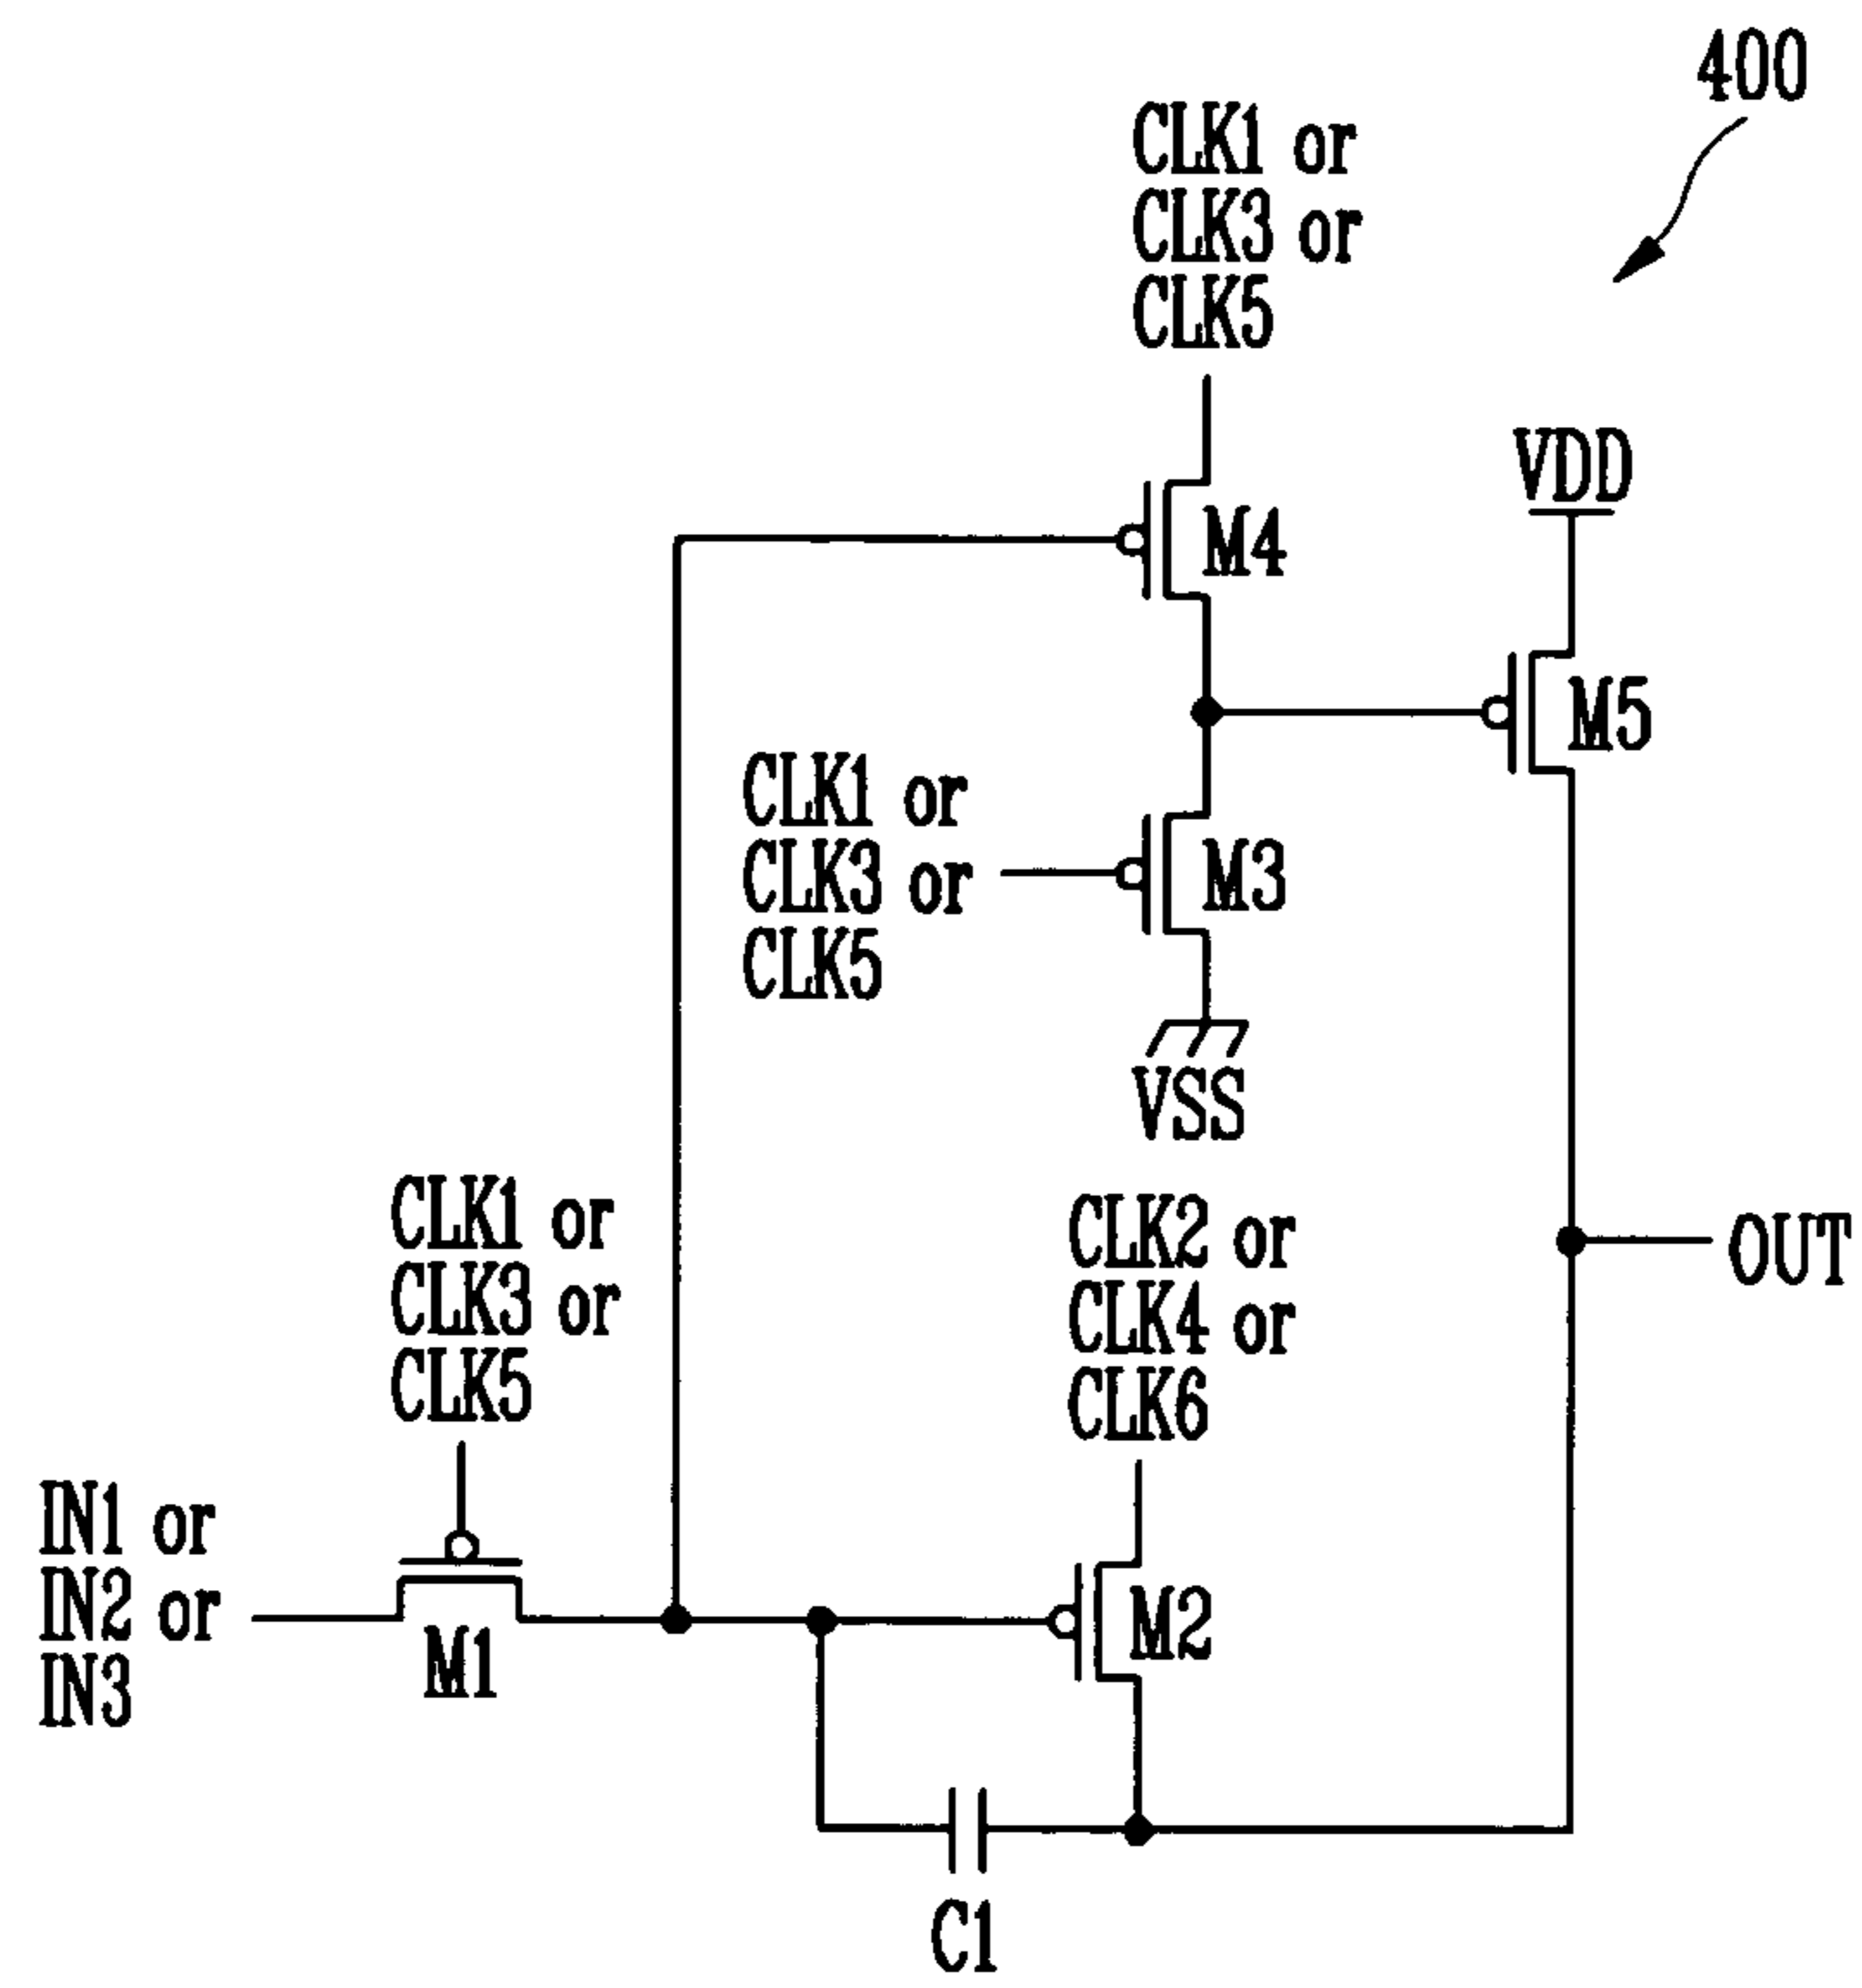 400
CLK1 or
CLK3 or
CLK5
VDD
M4
M5
CLK1 or
CLK3 or
CLK5
M3
VSS
CLK1 or
CLK3 or
CLK5
CLK2 or
CLK4 or
CLK6
OUT
IN1 or
IN2 or
IN3
M1
M2
C1